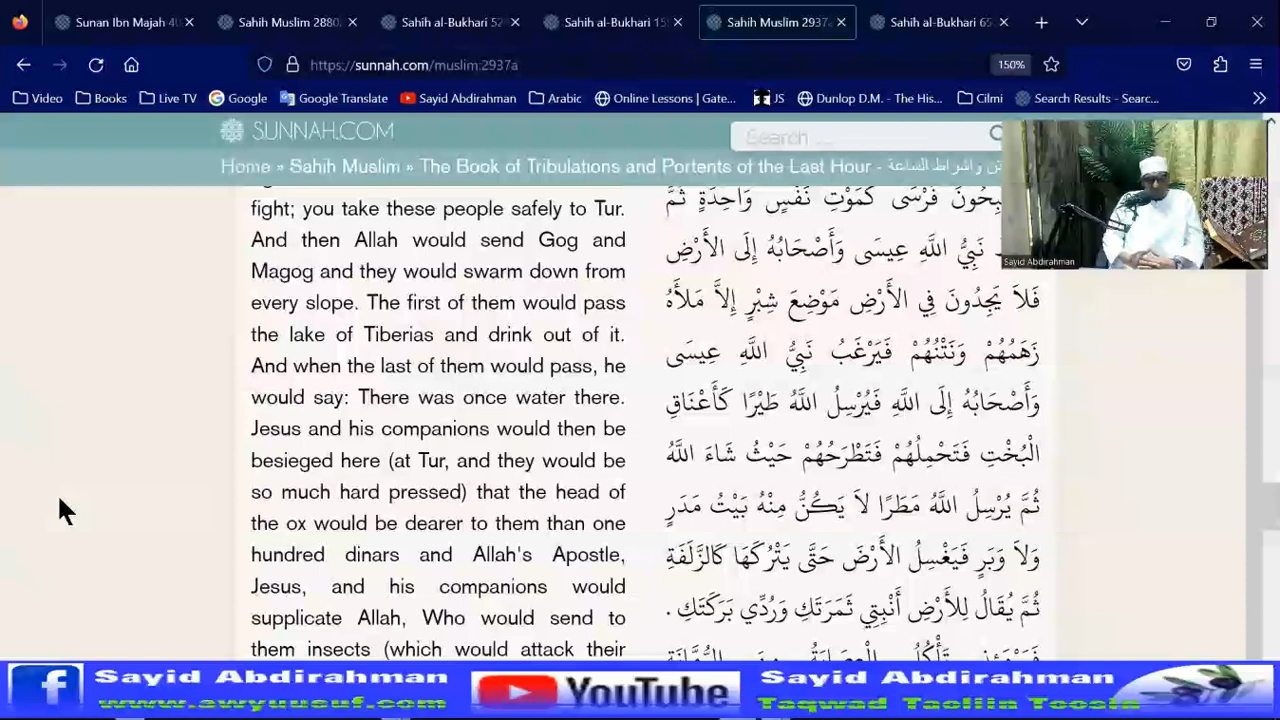 Sunan Ibn Majah 40
Sahih Muslim 2880
Sahih al-Bukhari 52
Sahih al-Bukhari 15
Sahih Muslim 2937a
Sahih al-Bukhari 65
https://sunnah.com/muslim:2937a
150%
Video
Books
Live TV
Google
Google Translate
Sayid Abdirahman
Arabic
Online Lessons | Gate...
JS
Dunlop D.M. - The His...
Cilmi
Search Results - Searc...
SUNNAH.COM
Search ...
Home » Sahih Muslim » The Book of Tribulations and Portents of the Last Hour - ن واشراط الساعة
fight; you take these people safely to Tur.
And then Allah would send Gog and
Magog and they would swarm down from
every slope. The first of them would pass
the lake of Tiberias and drink out of it.
And when the last of them would pass, he
would say: There was once water there.
Jesus and his companions would then be
besieged here (at Tur, and they would be
so much hard pressed) that the head of
the ox would be dearer to them than one
hundred dinars and Allah's Apostle,
Jesus, and his companions would
supplicate Allah, Who would send to
them insects (which would attack their
بِحُونَ فَرْسَى كَمَوْتِ نَفْسٍ وَاحِدَةٍ ثُمَّ
نَبِيُّ اللَّهِ عِيسَى وَأَصْحَابُهُ إِلَى الأَرْضِ
فَلاَ يَجِدُونَ فِي الأَرْضِ مَوْضِعَ شِبْرٍ إِلاَّ مَلأَهُ
زَهَمُهُمْ وَنَتْنُهُمْ فَيَرْغَبُ نَبِيُّ اللَّهِ عِيسَى
وَأَصْحَابُهُ إِلَى اللَّهِ فَيُرْسِلُ اللَّهُ طَيْرًا كَأَعْنَاقِ
الْبُخْتِ فَتَحْمِلُهُمْ فَتَطْرَحُهُمْ حَيْثُ شَاءَ اللَّهُ
ثُمَّ يُرْسِلُ اللَّهُ مَطَرًا لاَ يَكُنُّ مِنْهُ بَيْتُ مَدَرٍ
وَلاَ وَبَرٍ فَيَغْسِلُ الأَرْضَ حَتَّى يَتْرُكَهَا كَالزَّلَفَةِ
ثُمَّ يُقَالُ لِلأَرْضِ أَنْبِتِي ثَمَرَتَكِ وَرُدِّي بَرَكَتَكِ .
Sayid Abdirahman
Sayid Abdirahman
www.awyuusuf.com
YouTube
Sayid Abdirahman
Taqwad Taoliin Toosia